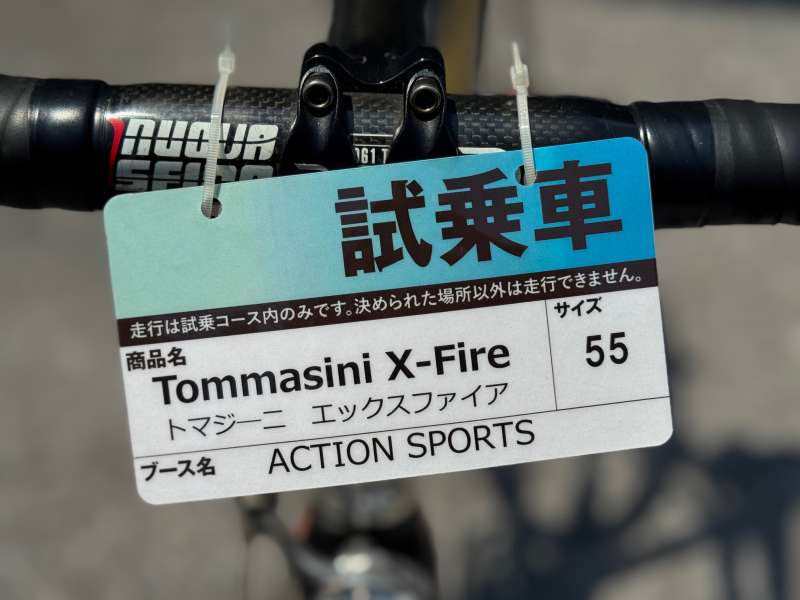 NUOVA
061
試乗車
走行は試乗コース内のみです。決められた場所以外は走行できません。
商品名
Tommasini X-Fire
トマジーニ エックスファイア
サイズ
55
ブース名
ACTION SPORTS